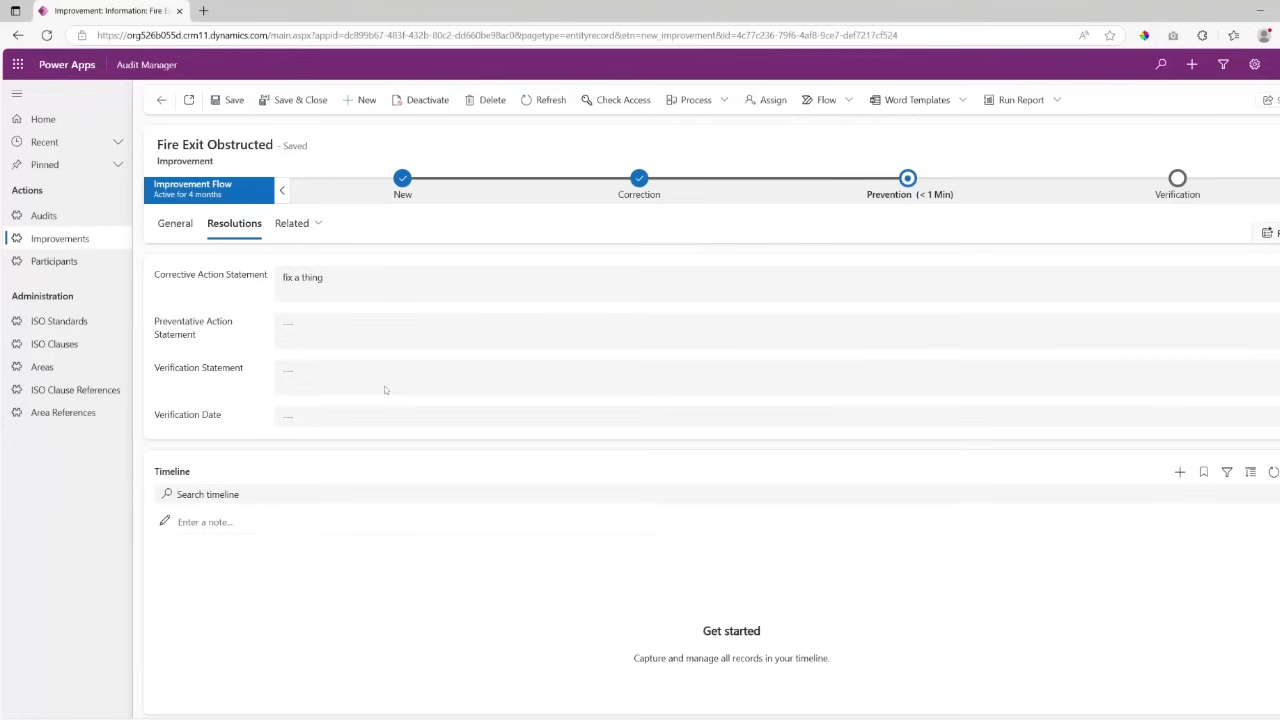 Improvement: Information: Fire E
https://org526b055d.crm11.dynamics.com/main.aspx?appid=dc899b67-483f-432b-80c2-dd660be98ac0&pagetype=entityrecord&etn=new_improvement&id=4c77c236-79f6-4af8-9ce7-def7217cf524
Power Apps
Audit Manager
Save
Save & Close
New
Deactivate
Delete
Refresh
Check Access
Process
Assign
Flow
Word Templates
Run Report
Home
Recent
Pinned
Actions
Audits
Improvements
Participants
Administration
ISO Standards
ISO Clauses
Areas
ISO Clause References
Area References
Fire Exit Obstructed - Saved
Improvement
Improvement Flow
Active for 4 months
New
Correction
Prevention (< 1 Min)
Verification
General
Resolutions
Related
Corrective Action Statement
fix a thing
Preventative Action
Statement
---
Verification Statement
---
Verification Date
---
Timeline
Search timeline
Enter a note...
Get started
Capture and manage all records in your timeline.